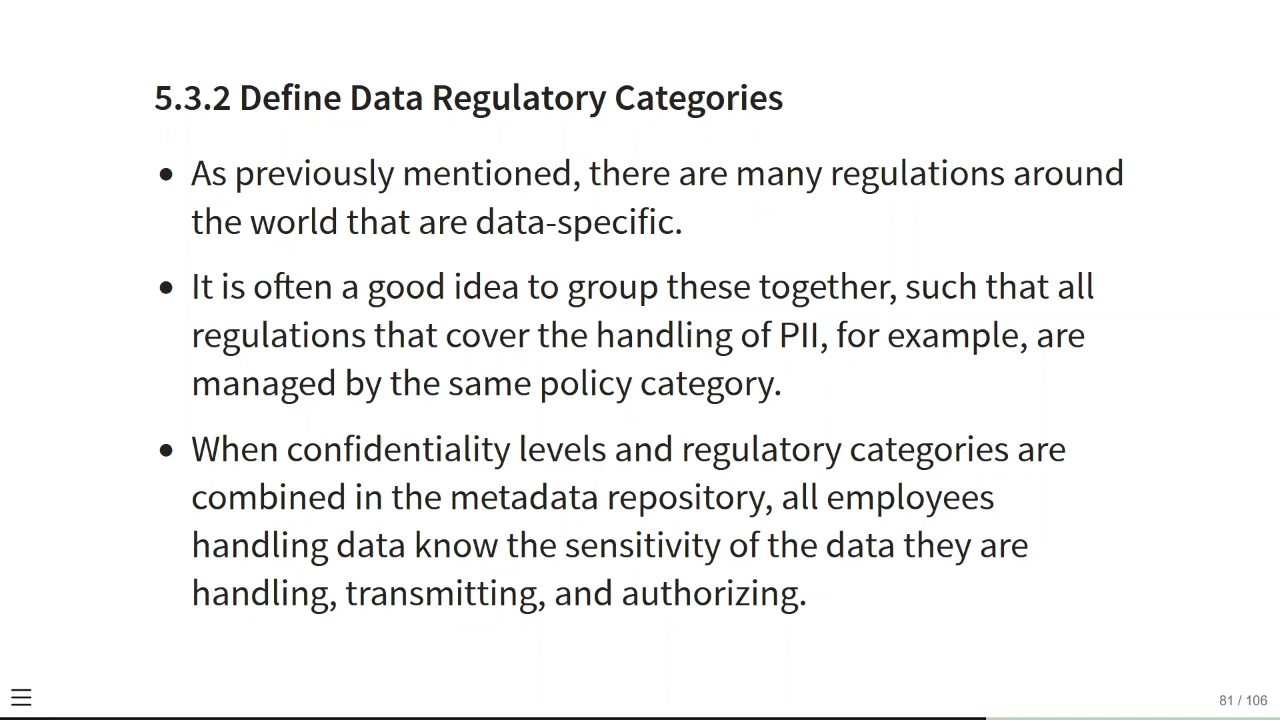 5.3.2 Define Data Regulatory Categories
• As previously mentioned, there are many regulations around
the world that are data-specific.
• It is often a good idea to group these together, such that all
regulations that cover the handling of PII, for example, are
managed by the same policy category.
• When confidentiality levels and regulatory categories are
combined in the metadata repository, all employees
handling data know the sensitivity of the data they are
handling, transmitting, and authorizing.
81 / 106